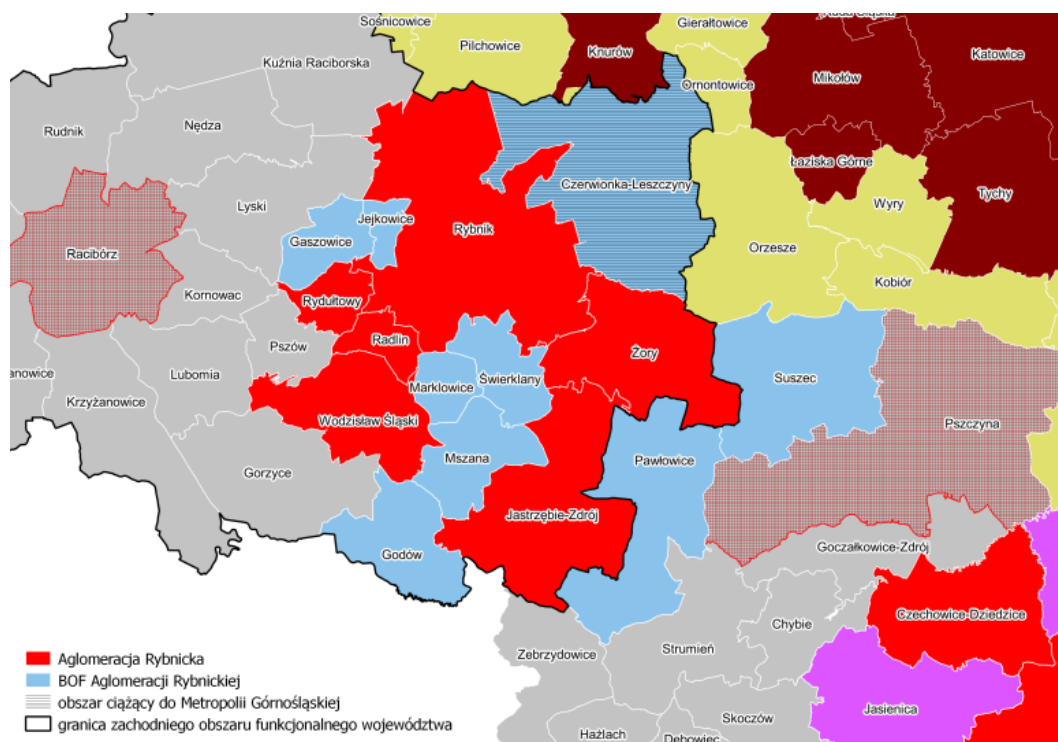 Sośnicowice
Pilchowice
Knurów
Gierałtowice
Katowice
Kuźnia Raciborska
Ornontowice
Mikołów
Rudnik
Nędza
Łaziska Górne
Czerwionka-Leszczyny
Tychy
Lyski
Wyry
Jejkowice
Rybnik
Gaszowice
Racibórz
Orzesze
Kobiór
Kornowac
Rydułtowy
Pszów
Radlin
Żory
Lubomia
Marklowice
Świerklany
Suszec
Krzyżanowice
Wodzisław Śląski
Pszczyna
Mszana
Pawłowice
Gorzyce
Jastrzębie-Zdrój
Godów
Goczałkowice-Zdrój
Czechowice-Dziedzice
Chybie
Strumień
Zebrzydowice
Skoczów
Jasienica
Hażlach
Dębowiec
Aglomeracja Rybnicka
BOF Aglomeracji Rybnickiej
obszar ciążący do Metropolii Górnośląskiej
granica zachodniego obszaru funkcjonalnego województwa